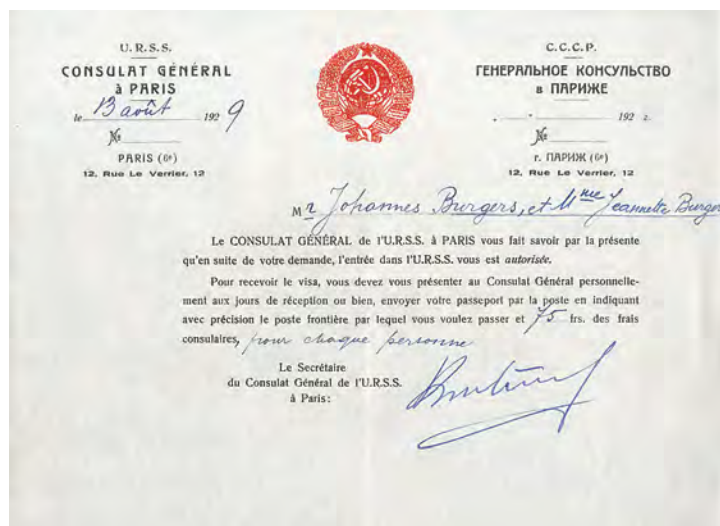 U.R.S.S.
CONSULAT GÉNÉRAL
à PARIS
le 13 août 1929
№
PARIS (6e)
12, Rue Le Verrier, 12
С.С.С.Р.
ГЕНЕРАЛЬНОЕ КОНСУЛЬСТВО
в ПАРИЖЕ
192 г.
№
г. ПАРИЖ (6e)
12, Rue Le Verrier, 12
Mr Johannes Burgers, et Mme Jeannette Burger
Le CONSULAT GÉNÉRAL de l'U.R.S.S. à PARIS vous fait savoir par la présente
qu'en suite de votre demande, l'entrée dans l'U.R.S.S. vous est autorisée.
Pour recevoir le visa, vous devez vous présenter au Consulat Général personnelle-
ment aux jours de réception ou bien, envoyer votre passeport par la poste en indiquant
avec précision le poste frontière par lequel vous voulez passer et 75 frs. des frais
consulaires, pour chaque personne
Le Secrétaire
du Consulat Général de l'U.R.S.S.
à Paris: